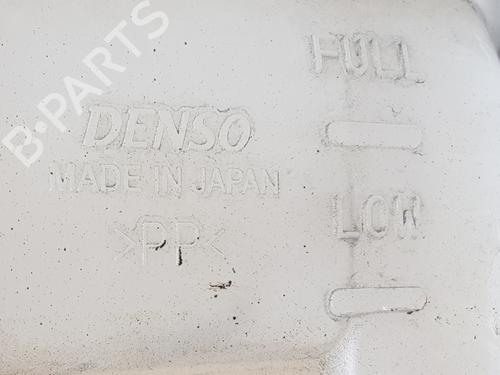 B-PARTS
FULL
DENSO
MADE IN JAPAN
LOW
>PP<